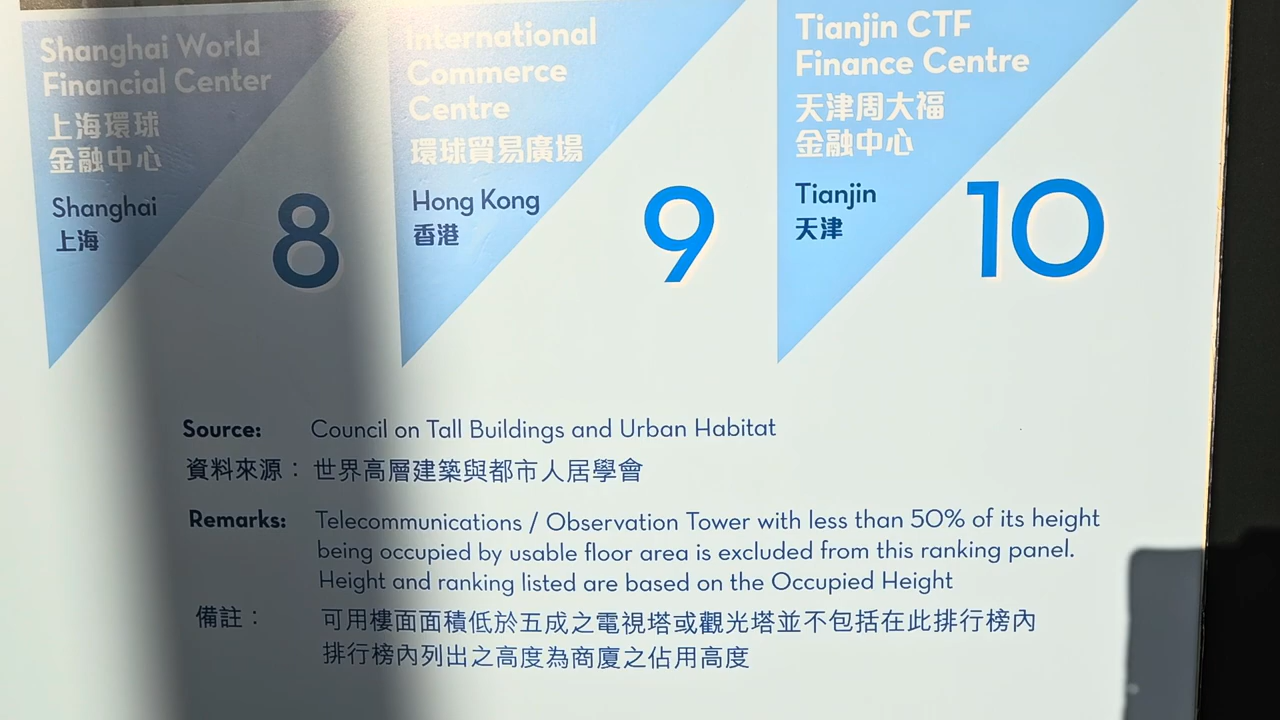 Shanghai World
Financial Center
上海環球
金融中心
Shanghai
上海
8
International
Commerce
Centre
環球貿易廣場
Hong Kong
香港
9
Tianjin CTF
Finance Centre
天津周大福
金融中心
Tianjin
天津
10
Source: Council on Tall Buildings and Urban Habitat
資料來源： 世界高層建築與都市人居學會
Remarks: Telecommunications / Observation Tower with less than 50% of its height
being occupied by usable floor area is excluded from this ranking panel.
Height and ranking listed are based on the Occupied Height
備註： 可用樓面面積低於五成之電視塔或觀光塔並不包括在此排行榜內
排行榜內列出之高度為商廈之佔用高度